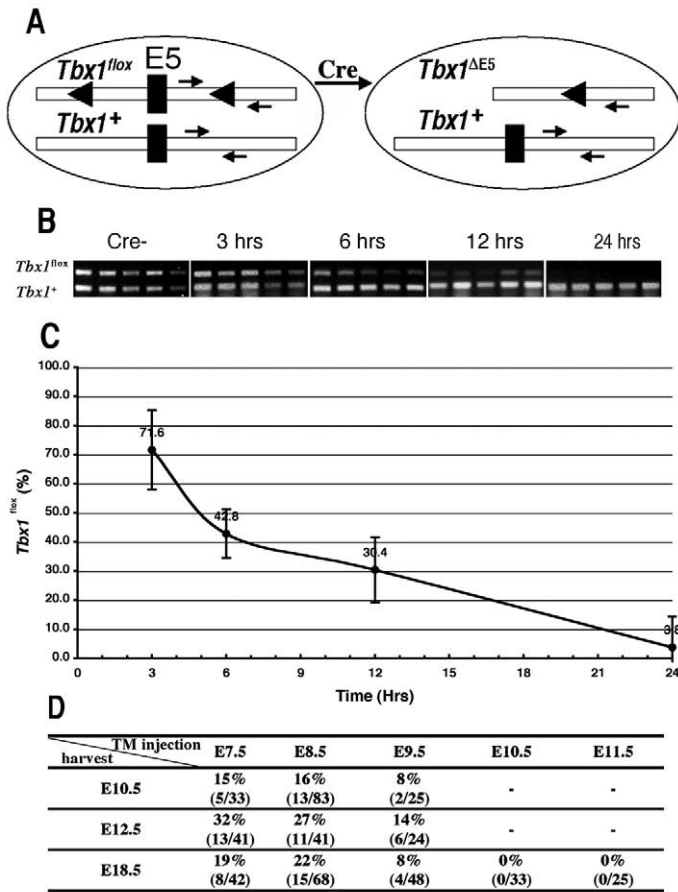 A
Tbx1flox E5
Tbx1+
Cre
Tbx1ΔE5
Tbx1+
B
Cre- 3 hrs 6 hrs 12 hrs 24 hrs
Tbx1flox
Tbx1+
C
100.0
90.0
80.0
70.0
60.0
50.0
40.0
30.0
20.0
10.0
0.0
Tbx1 flox (%)
71.6
42.8
30.4
3.8
0 3 6 9 12 15 18 21 24
Time (Hrs)
D
TM injection E7.5 E8.5 E9.5 E10.5 E11.5
harvest
E10.5 15% 16% 8% - -
(5/33) (13/83) (2/25)
E12.5 32% 27% 14% - -
(13/41) (11/41) (6/24)
E18.5 19% 22% 8% 0% 0%
(8/42) (15/68) (4/48) (0/33) (0/25)